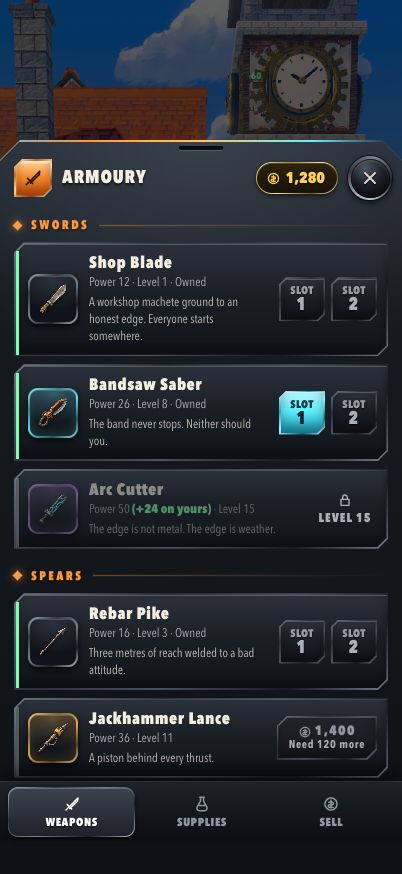 60
ARMOURY
1,280
SWORDS
Shop Blade
Power 12 · Level 1 · Owned
A workshop machete ground to an
honest edge. Everyone starts
somewhere.
SLOT
1
SLOT
2
Bandsaw Saber
Power 26 · Level 8 · Owned
The band never stops. Neither should
you.
SLOT
1
SLOT
2
Arc Cutter
Power 50 (+24 on yours) · Level 15
The edge is not metal. The edge is weather.
LEVEL 15
SPEARS
Rebar Pike
Power 16 · Level 3 · Owned
Three metres of reach welded to a bad
attitude.
SLOT
1
SLOT
2
Jackhammer Lance
Power 36 · Level 11
A piston behind every thrust.
1,400
Need 120 more
WEAPONS
SUPPLIES
SELL